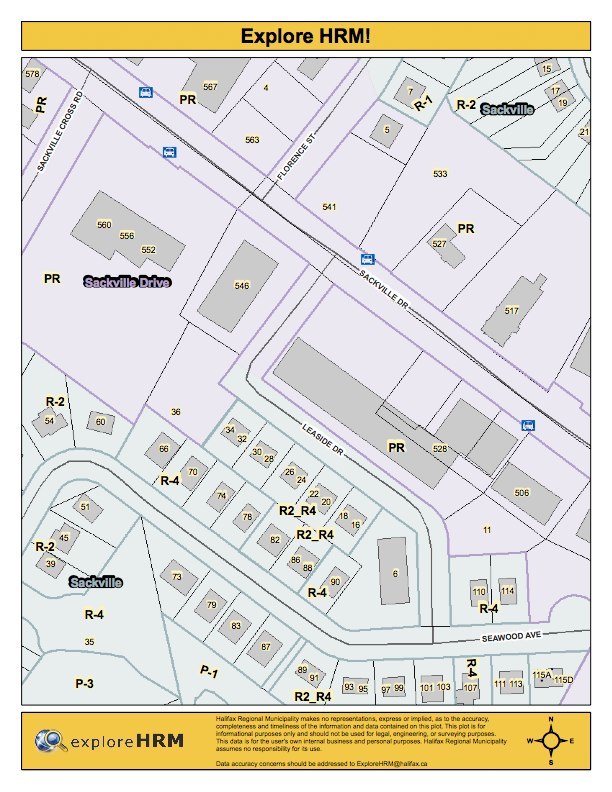 Explore HRM!
578
PR
SACKVILLE CROSS RD
PR
567
4
563
FLORENCE ST
7
R-1
5
R-2
Sackville
15
17
19
21
533
541
PR
527
517
SACKVILLE DR
560
556
552
PR
Sackville Drive
546
R-2
54
60
36
66
R-4
70
74
78
34
32
30
28
26
24
22
20
R2_R4
18
16
R2_R4
82
86
88
90
R-4
LEASIDE DR
PR
528
506
11
6
110
114
R-4
SEAWOOD AVE
51
45
R-2
39
Sackville
R-4
35
P-3
P-1
73
79
83
87
89
91
R2_R4
93
95
97
99
101
103
R-4
107
111
113
115A
115D
exploreHRM
Halifax Regional Municipality makes no representations, express or implied, as to the accuracy,
completeness and timeliness of the information and data contained on this plot. This plot is for
informational purposes only and should not be used for legal, engineering, or surveying purposes.
This data is for the user's own internal business and personal purposes. Halifax Regional Municipality
assumes no responsibility for its use.
Data accuracy concerns should be addressed to ExploreHRM@halifax.ca
N
W
E
S